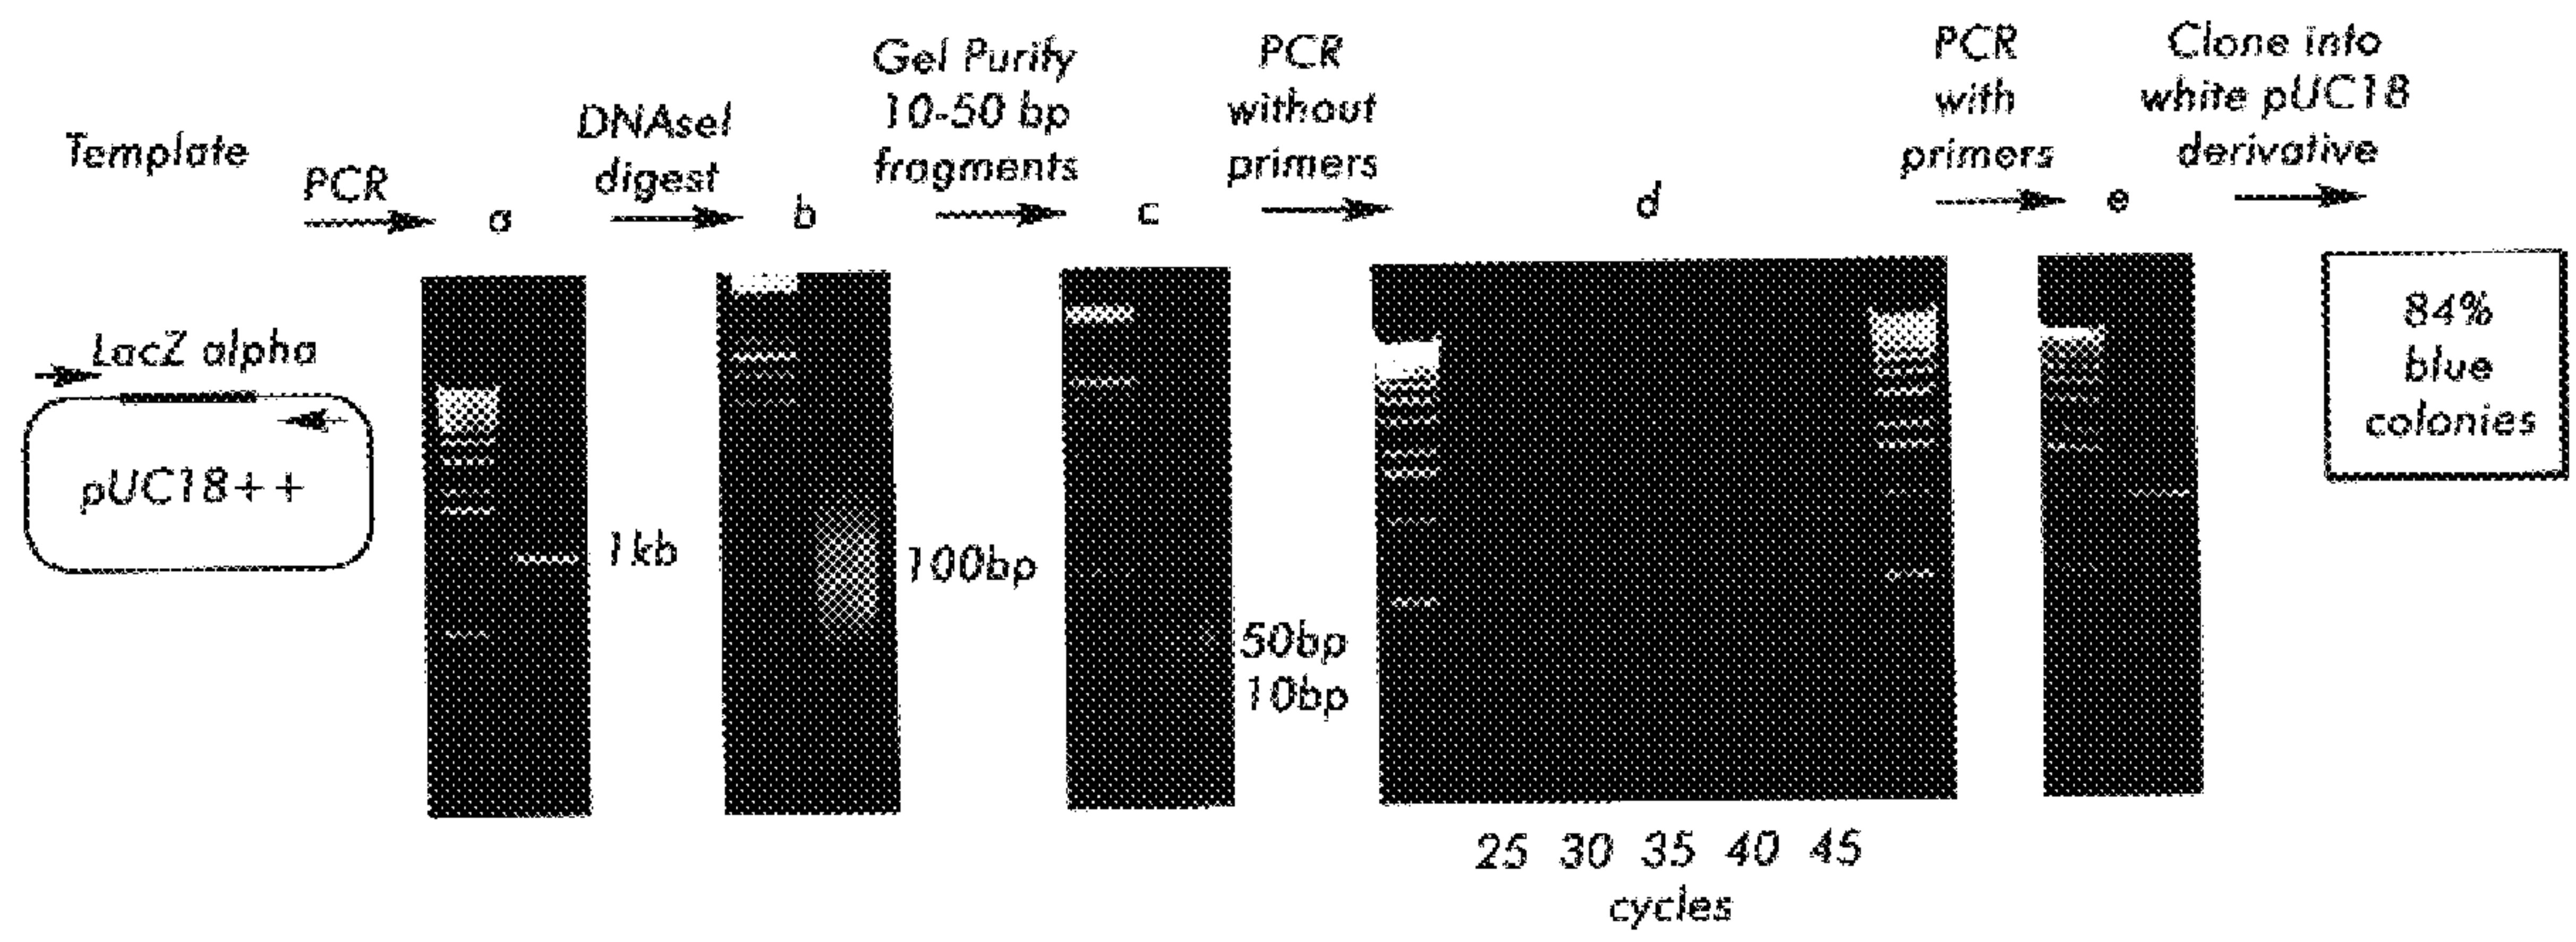 Template
PCR
a
DNAseI
digest
b
Gel Purify
10-50 bp
fragments
c
PCR
without
primers
d
PCR
with
primers
e
Clone into
white pUC18
derivative
LacZ alpha
pUC18++
1kb
100bp
50bp
10bp
84%
blue
colonies
25 30 35 40 45
cycles